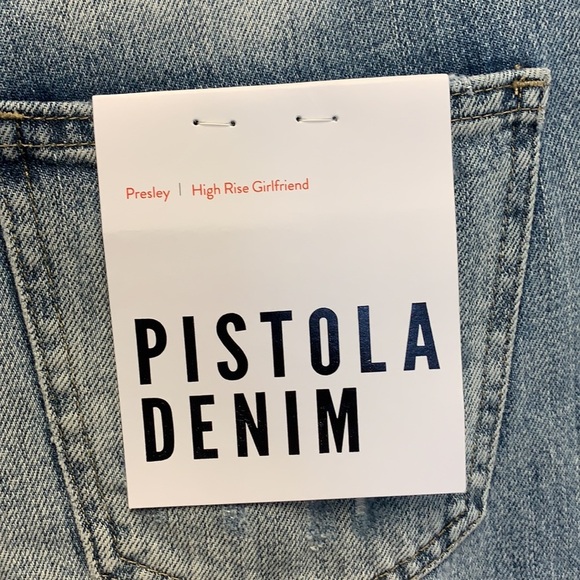 Presley | High Rise Girlfriend
PISTOLA
DENIM